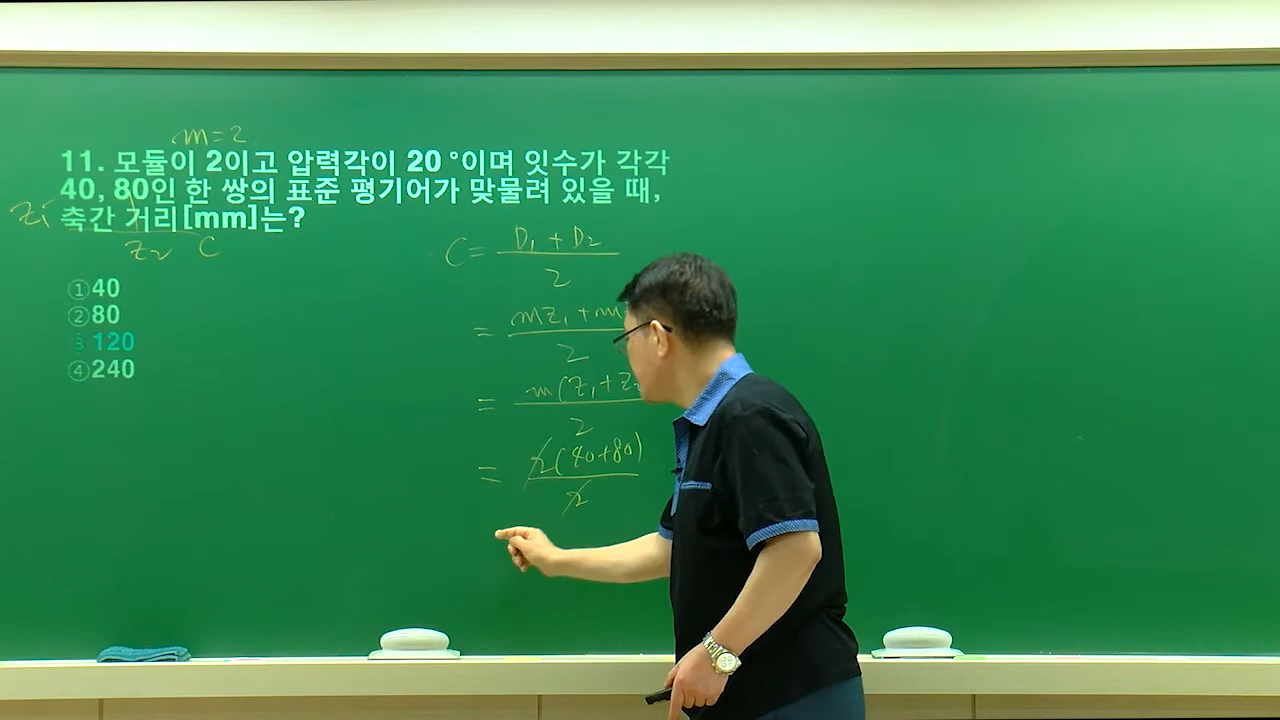 m=2
11. 모듈이 2이고 압력각이 20°이며 잇수가 각각
40, 80인 한 쌍의 표준 평기어가 맞물려 있을 때,
Z₁ 축간 거리[mm]는?
Z₂ C
①40
②80
③120
④240
C = D₁ + D₂
2
= mZ₁ + m
2
= m(Z₁+Z₂
2
= 2(40+80)
2